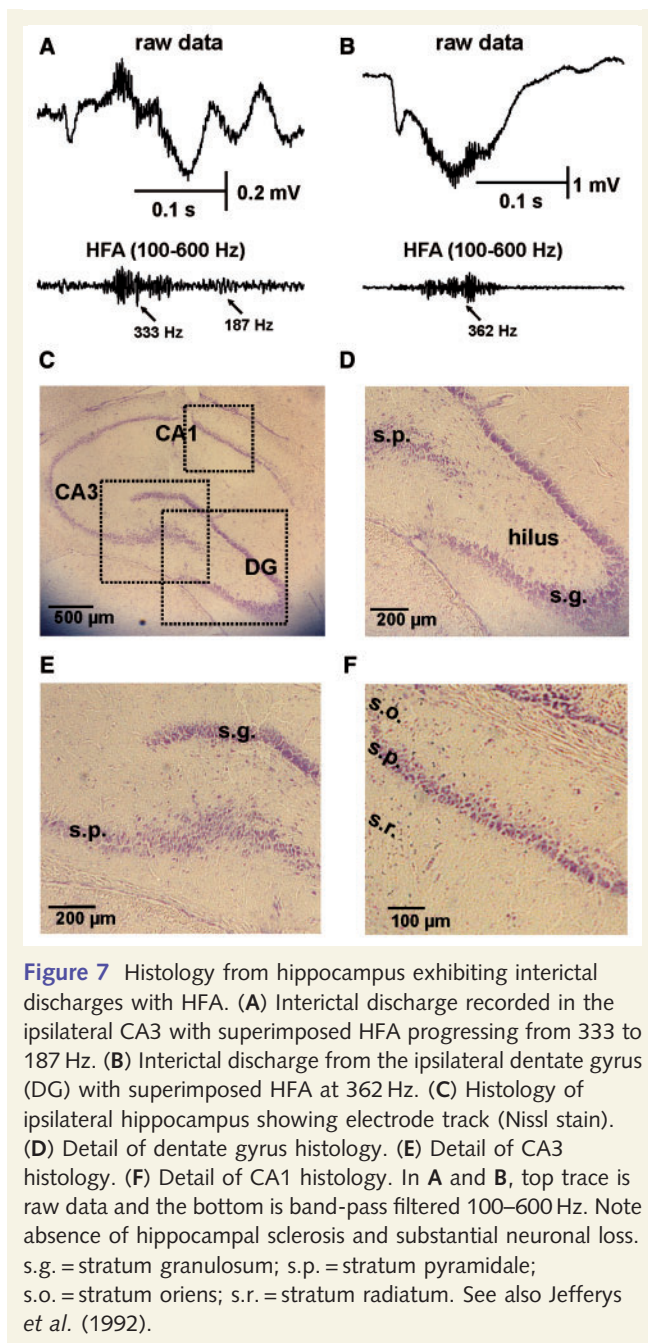 A
raw data
0.2 mV
0.1 s
HFA (100-600 Hz)
333 Hz
187 Hz
B
raw data
1 mV
0.1 s
HFA (100-600 Hz)
362 Hz
C
CA1
CA3
DG
500 µm
D
s.p.
hilus
s.g.
200 µm
E
s.g.
s.p.
200 µm
F
s.o.
s.p.
s.r.
100 µm
Figure 7 Histology from hippocampus exhibiting interictal
discharges with HFA. (A) Interictal discharge recorded in the
ipsilateral CA3 with superimposed HFA progressing from 333 to
187 Hz. (B) Interictal discharge from the ipsilateral dentate gyrus
(DG) with superimposed HFA at 362 Hz. (C) Histology of
ipsilateral hippocampus showing electrode track (Nissl stain).
(D) Detail of dentate gyrus histology. (E) Detail of CA3
histology. (F) Detail of CA1 histology. In A and B, top trace is
raw data and the bottom is band-pass filtered 100–600 Hz. Note
absence of hippocampal sclerosis and substantial neuronal loss.
s.g. = stratum granulosum; s.p. = stratum pyramidale;
s.o. = stratum oriens; s.r. = stratum radiatum. See also Jefferys
et al. (1992).